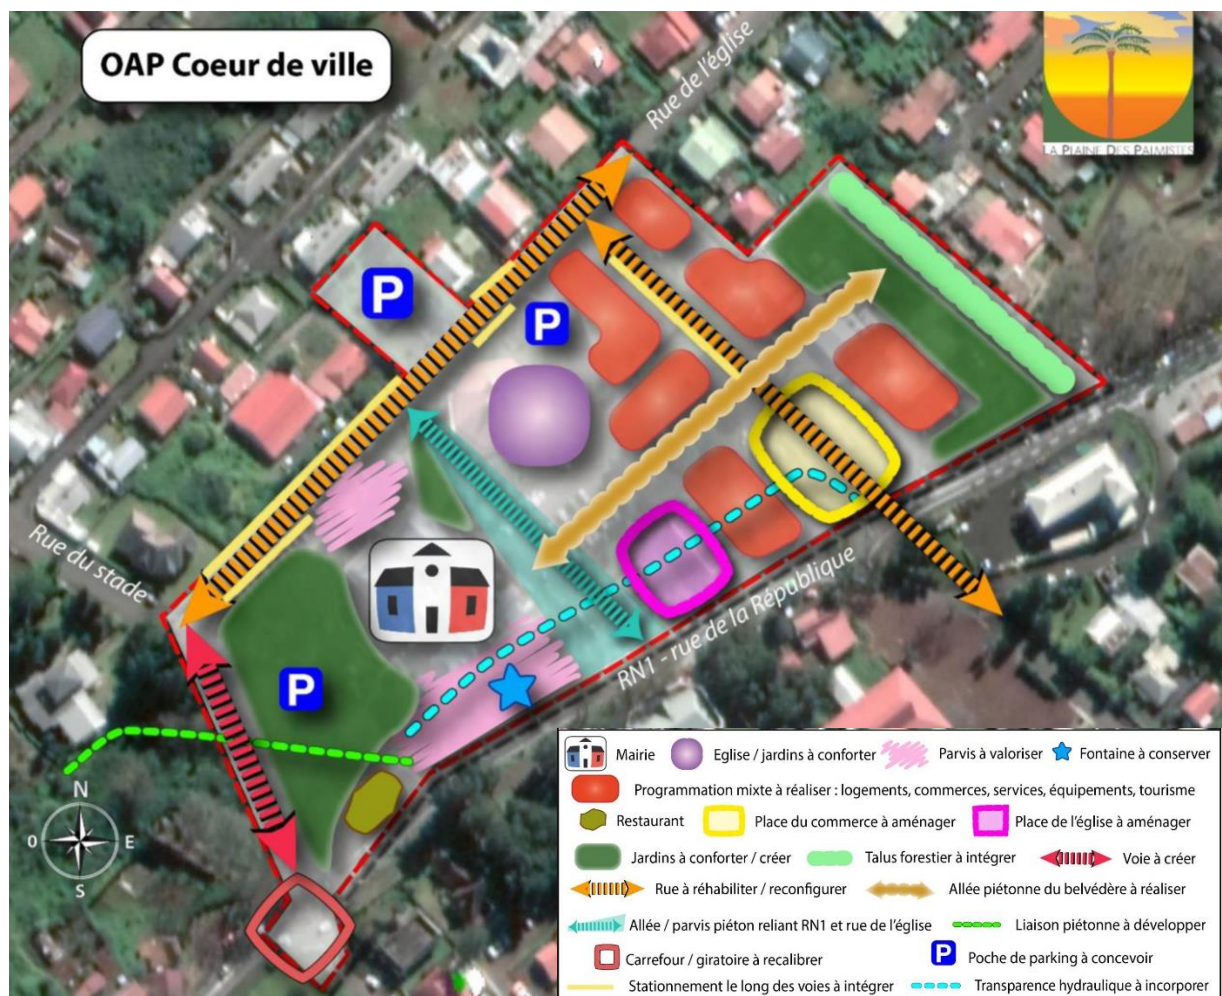 OAP Coeur de ville
Rue de l'église
LA PLAINE DES PALMISTES
P
P
Rue du stade
P
RN1 - rue de la République
N
O
E
S
Mairie
Eglise / jardins à conforter
Parvis à valoriser
Fontaine à conserver
Programmation mixte à réaliser : logements, commerces, services, équipements, tourisme
Restaurant
Place du commerce à aménager
Place de l'église à aménager
Jardins à conforter / créer
Talus forestier à intégrer
Voie à créer
Rue à réhabiliter / reconfigurer
Allée piétonne du belvédère à réaliser
Allée / parvis piéton reliant RN1 et rue de l'église
Liaison piétonne à développer
Carrefour / giratoire à recalibrer
P
Poche de parking à concevoir
Stationnement le long des voies à intégrer
Transparence hydraulique à incorporer